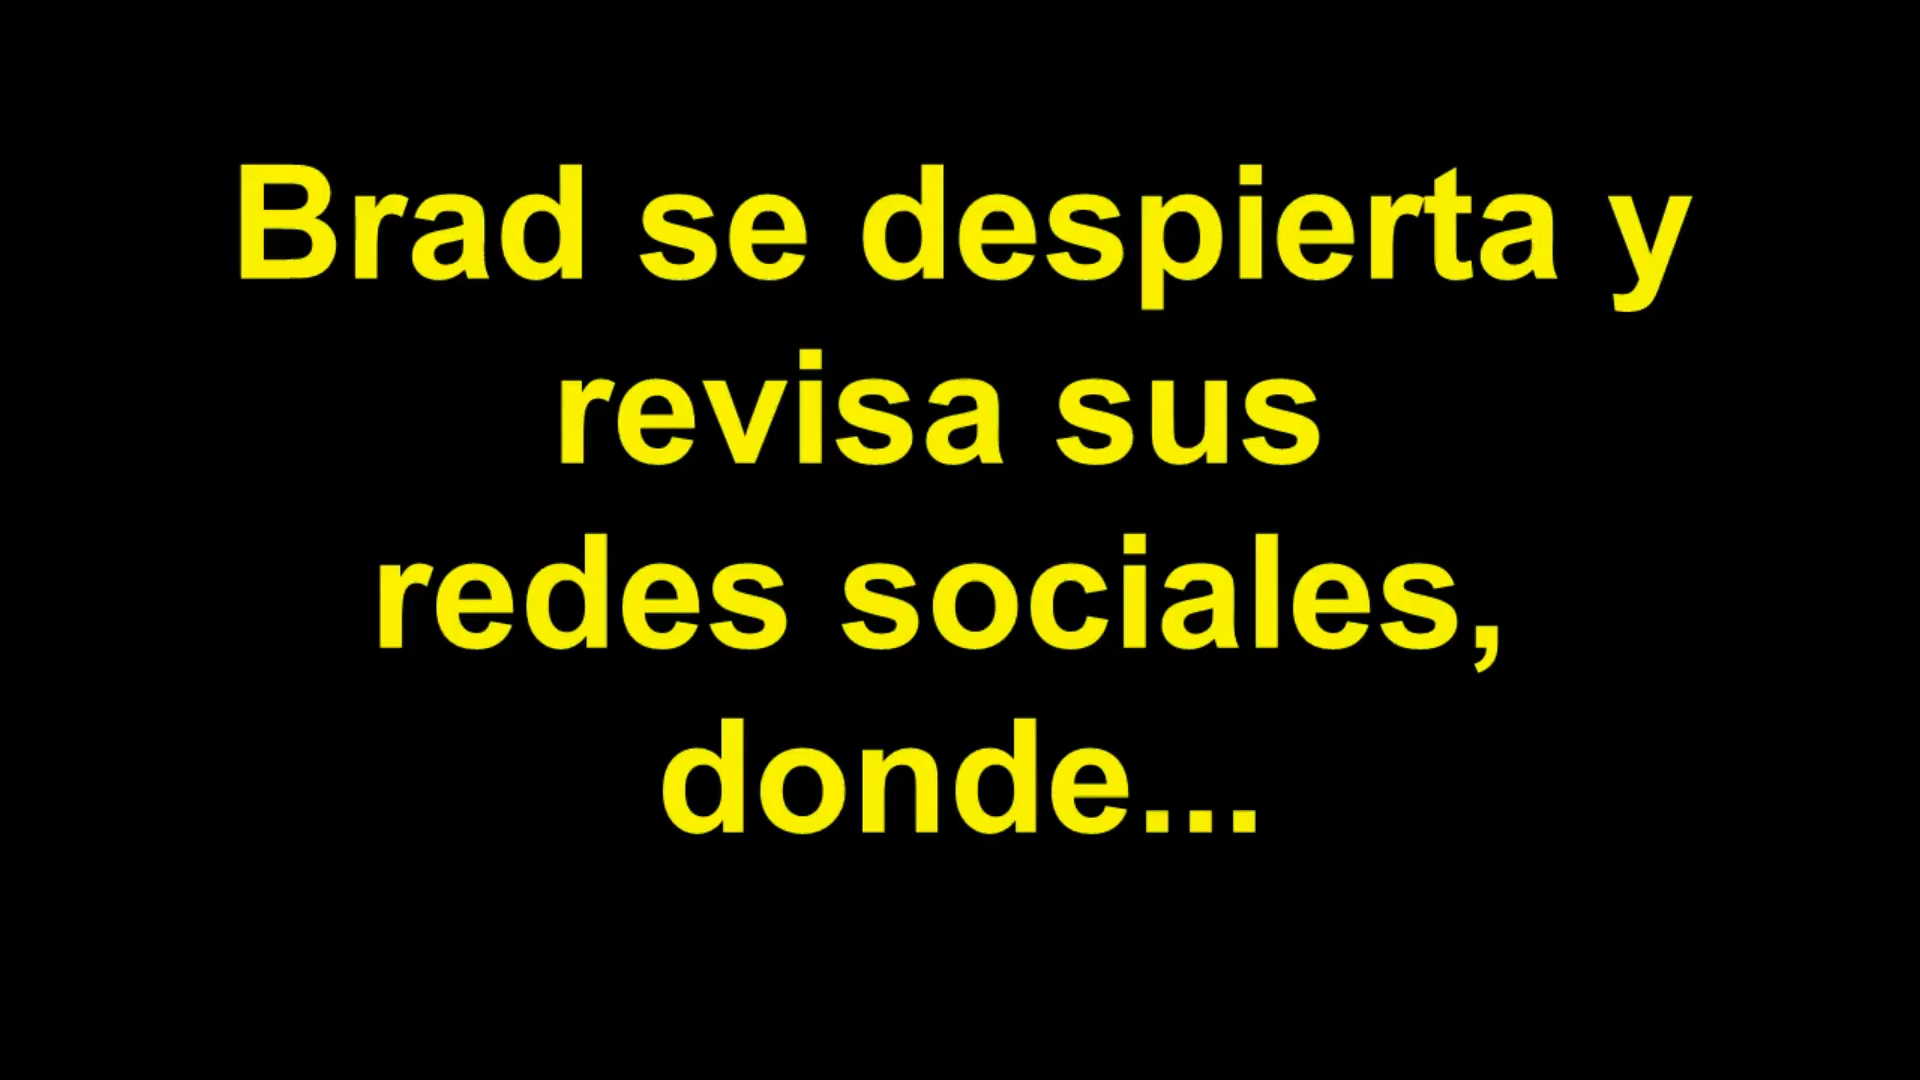 Brad se despierta y
revisa sus
redes sociales,
donde...